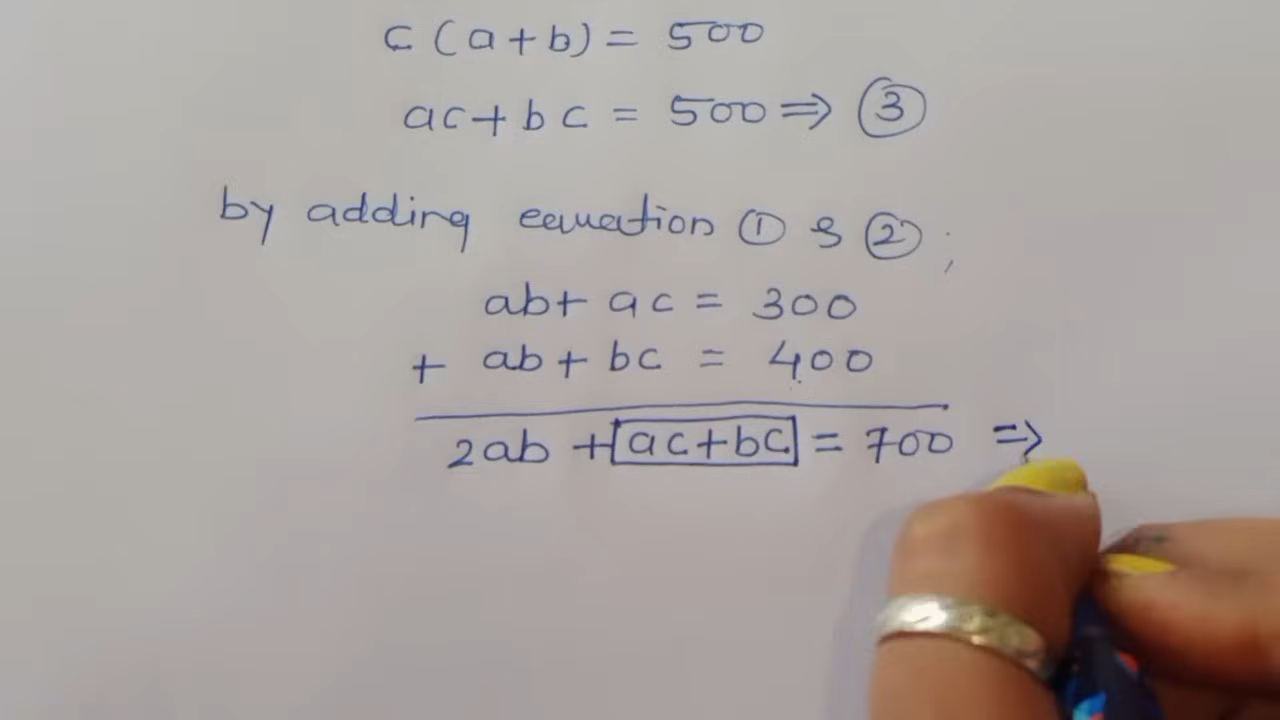 c (a+b) = 500
ac+bc = 500 ⇒ ③
by adding equation ① & ② ;
ab+ ac = 300
+ ab + bc = 400
2ab + ac+bc = 700 ⇒